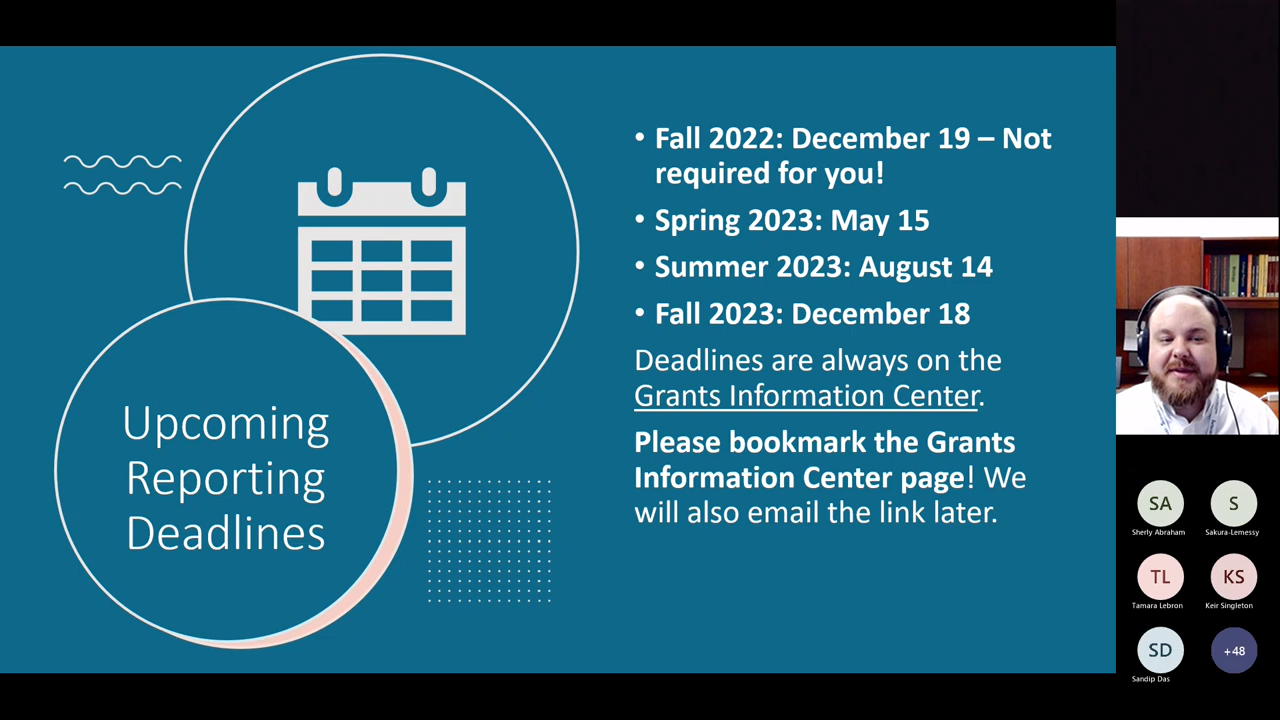 Upcoming
Reporting
Deadlines
• Fall 2022: December 19 – Not
required for you!
• Spring 2023: May 15
• Summer 2023: August 14
• Fall 2023: December 18
Deadlines are always on the
Grants Information Center.
Please bookmark the Grants
Information Center page! We
will also email the link later.
SA
Sherly Abraham
S
Sakura-Lemessy
TL
Tamara Lebron
KS
Keir Singleton
SD
Sandip Das
+48